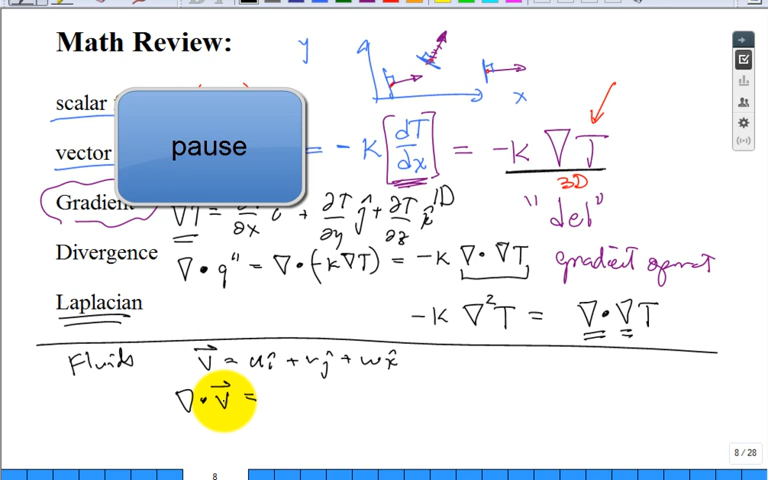 Math Review:
y
x
scalar
pause
vector = -K [dT/dx] = -K ∇T
3D
1D
"del"
Gradien ∇T = ∂x + ∂T/∂y ĵ + ∂T/∂z k̂
Divergence ∇·q" = ∇·(-K∇T) = -K ∇·∇T gradient operat
Laplacian -K ∇²T = ∇·∇T
Fluids V⃗ = uî + vĵ + wk̂
∇·V⃗ =
8
8 / 28